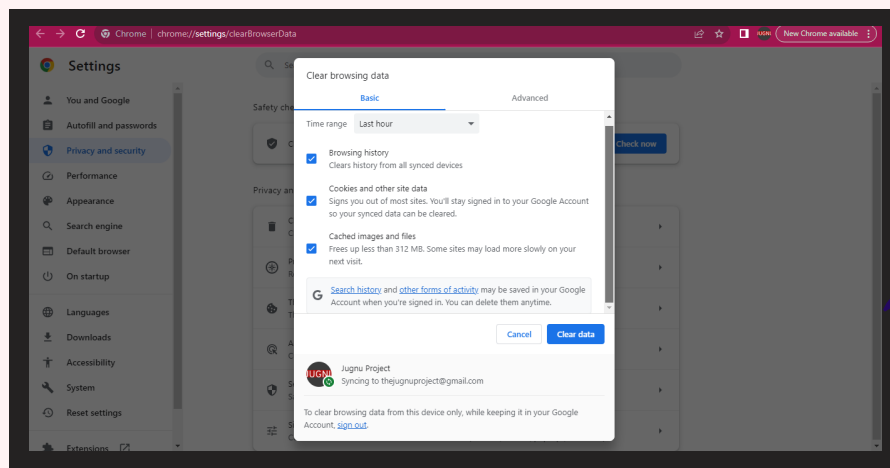 Chrome | chrome://settings/clearBrowserData
JUGNI
New Chrome available
Settings
Se
You and Google
Autofill and passwords
Privacy and security
Performance
Appearance
Search engine
Default browser
On startup
Languages
Downloads
Accessibility
System
Reset settings
Extensions
Safety che
Check now
Privacy an
Clear browsing data
Basic
Advanced
Time range
Last hour
Browsing history
Clears history from all synced devices
Cookies and other site data
Signs you out of most sites. You'll stay signed in to your Google Account
so your synced data can be cleared.
Cached images and files
Frees up less than 312 MB. Some sites may load more slowly on your
next visit.
Search history and other forms of activity may be saved in your Google
Account when you're signed in. You can delete them anytime.
Cancel
Clear data
JUGNI
Jugnu Project
Syncing to thejugnuproject@gmail.com
To clear browsing data from this device only, while keeping it in your Google
Account, sign out.